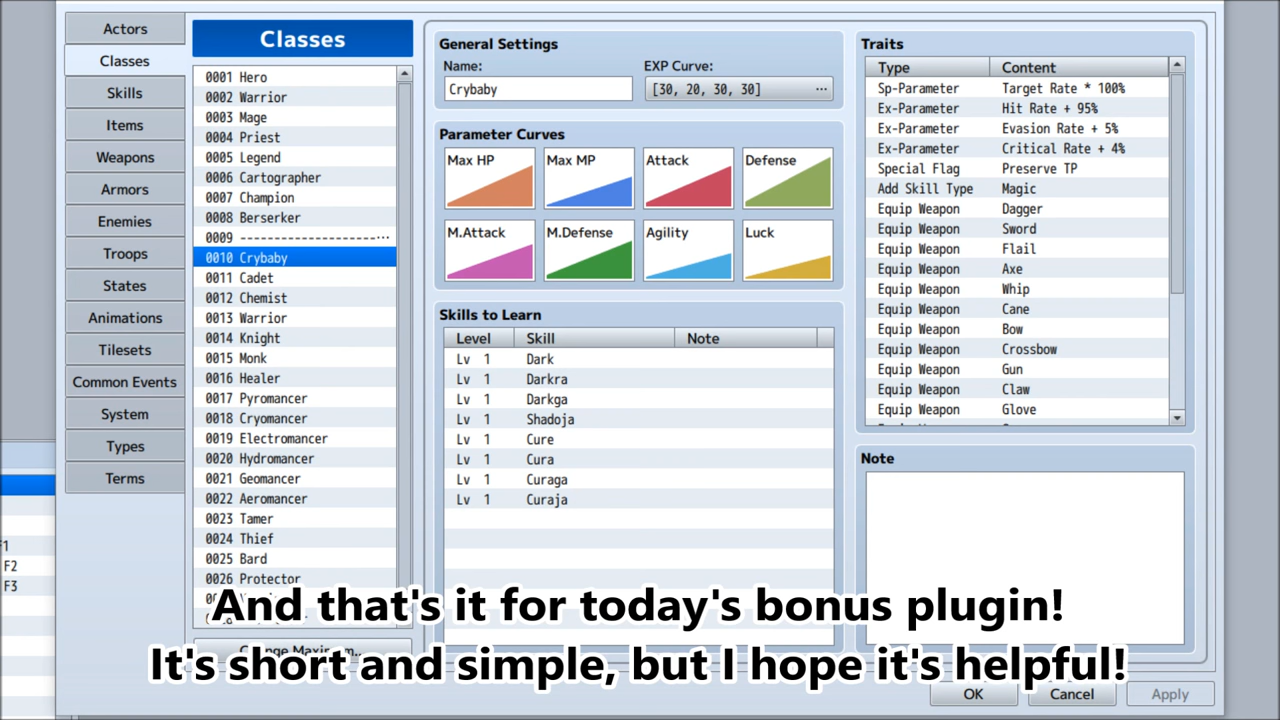 Actors
Classes
Skills
Items
Weapons
Armors
Enemies
Troops
States
Animations
Tilesets
Common Events
System
Types
Terms
F1
F2
F3
Classes
0001 Hero
0002 Warrior
0003 Mage
0004 Priest
0005 Legend
0006 Cartographer
0007 Champion
0008 Berserker
0009 --------------------...
0010 Crybaby
0011 Cadet
0012 Chemist
0013 Warrior
0014 Knight
0015 Monk
0016 Healer
0017 Pyromancer
0018 Cryomancer
0019 Electromancer
0020 Hydromancer
0021 Geomancer
0022 Aeromancer
0023 Tamer
0024 Thief
0025 Bard
0026 Protector
Change Maximum...
General Settings
Name:
Crybaby
EXP Curve:
[30, 20, 30, 30] ...
Parameter Curves
Max HP
Max MP
Attack
Defense
M.Attack
M.Defense
Agility
Luck
Skills to Learn
Level Skill Note
Lv 1 Dark
Lv 1 Darkra
Lv 1 Darkga
Lv 1 Shadoja
Lv 1 Cure
Lv 1 Cura
Lv 1 Curaga
Lv 1 Curaja
Traits
Type Content
Sp-Parameter Target Rate * 100%
Ex-Parameter Hit Rate + 95%
Ex-Parameter Evasion Rate + 5%
Ex-Parameter Critical Rate + 4%
Special Flag Preserve TP
Add Skill Type Magic
Equip Weapon Dagger
Equip Weapon Sword
Equip Weapon Flail
Equip Weapon Axe
Equip Weapon Whip
Equip Weapon Cane
Equip Weapon Bow
Equip Weapon Crossbow
Equip Weapon Gun
Equip Weapon Claw
Equip Weapon Glove
Note
And that's it for today's bonus plugin!
It's short and simple, but I hope it's helpful!
OK
Cancel
Apply